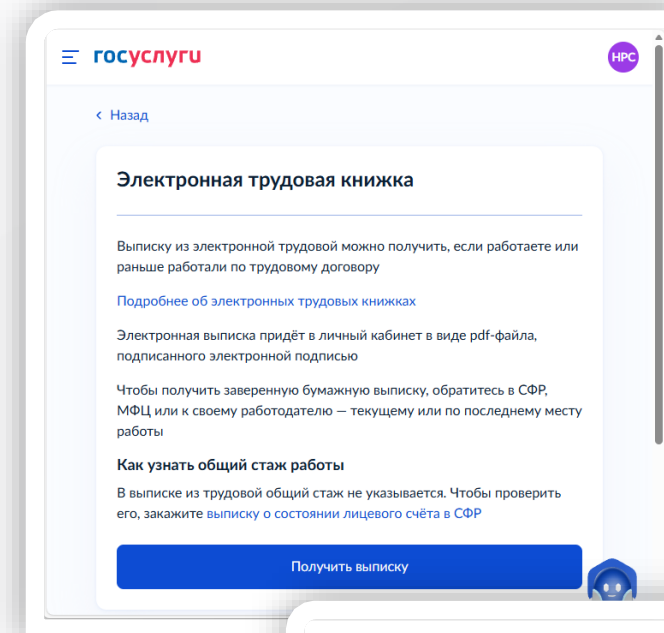 госуслуги
НРС
< Назад
Электронная трудовая книжка
Выписку из электронной трудовой можно получить, если работаете или
раньше работали по трудовому договору
Подробнее об электронных трудовых книжках
Электронная выписка придёт в личный кабинет в виде pdf-файла,
подписанного электронной подписью
Чтобы получить заверенную бумажную выписку, обратитесь в СФР,
МФЦ или к своему работодателю — текущему или по последнему месту
работы
Как узнать общий стаж работы
В выписке из трудовой общий стаж не указывается. Чтобы проверить
его, закажите выписку о состоянии лицевого счёта в СФР
Получить выписку